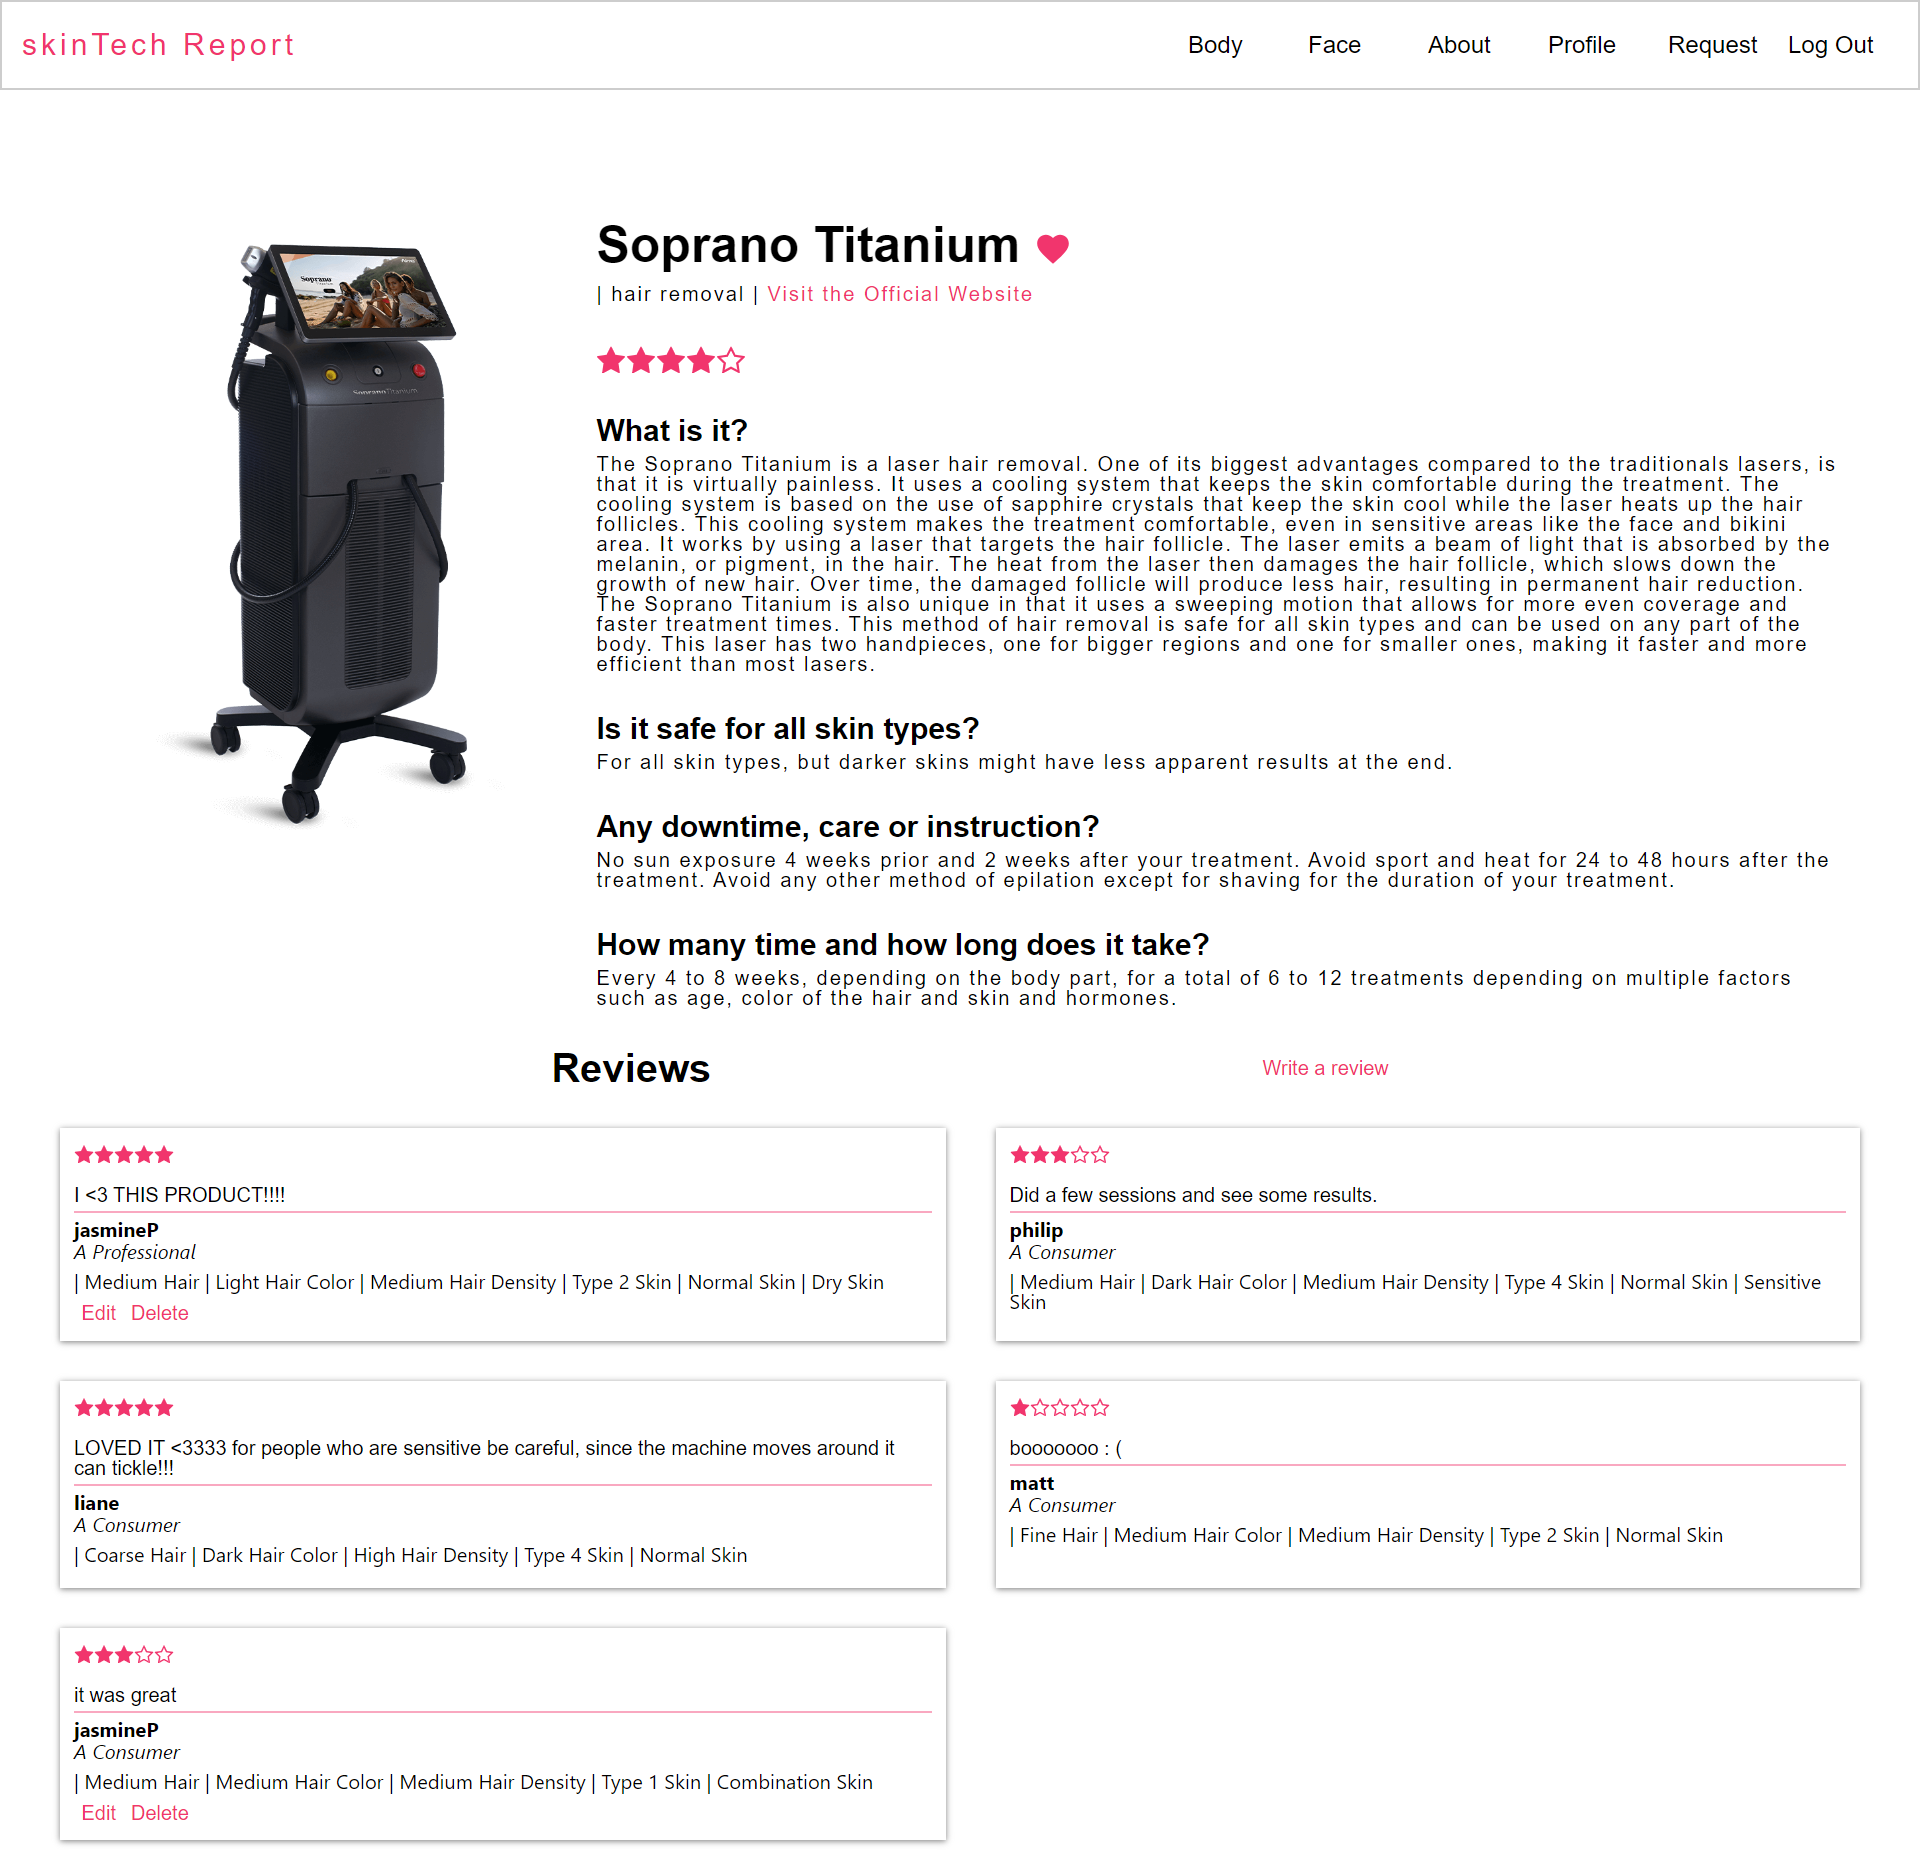 skinTech Report
Body Face About Profile Request Log Out
Soprano
TITANIUM
SopranoTitanium
Soprano Titanium
| hair removal | Visit the Official Website
What is it?
The Soprano Titanium is a laser hair removal. One of its biggest advantages compared to the traditionals lasers, is
that it is virtually painless. It uses a cooling system that keeps the skin comfortable during the treatment. The
cooling system is based on the use of sapphire crystals that keep the skin cool while the laser heats up the hair
follicles. This cooling system makes the treatment comfortable, even in sensitive areas like the face and bikini
area. It works by using a laser that targets the hair follicle. The laser emits a beam of light that is absorbed by the
melanin, or pigment, in the hair. The heat from the laser then damages the hair follicle, which slows down the
growth of new hair. Over time, the damaged follicle will produce less hair, resulting in permanent hair reduction.
The Soprano Titanium is also unique in that it uses a sweeping motion that allows for more even coverage and
faster treatment times. This method of hair removal is safe for all skin types and can be used on any part of the
body. This laser has two handpieces, one for bigger regions and one for smaller ones, making it faster and more
efficient than most lasers.
Is it safe for all skin types?
For all skin types, but darker skins might have less apparent results at the end.
Any downtime, care or instruction?
No sun exposure 4 weeks prior and 2 weeks after your treatment. Avoid sport and heat for 24 to 48 hours after the
treatment. Avoid any other method of epilation except for shaving for the duration of your treatment.
How many time and how long does it take?
Every 4 to 8 weeks, depending on the body part, for a total of 6 to 12 treatments depending on multiple factors
such as age, color of the hair and skin and hormones.
Reviews
Write a review
I <3 THIS PRODUCT!!!!
jasmineP
A Professional
| Medium Hair | Light Hair Color | Medium Hair Density | Type 2 Skin | Normal Skin | Dry Skin
Edit Delete
Did a few sessions and see some results.
philip
A Consumer
| Medium Hair | Dark Hair Color | Medium Hair Density | Type 4 Skin | Normal Skin | Sensitive
Skin
LOVED IT <3333 for people who are sensitive be careful, since the machine moves around it
can tickle!!!
liane
A Consumer
| Coarse Hair | Dark Hair Color | High Hair Density | Type 4 Skin | Normal Skin
booooooo : (
matt
A Consumer
| Fine Hair | Medium Hair Color | Medium Hair Density | Type 2 Skin | Normal Skin
it was great
jasmineP
A Consumer
| Medium Hair | Medium Hair Color | Medium Hair Density | Type 1 Skin | Combination Skin
Edit Delete